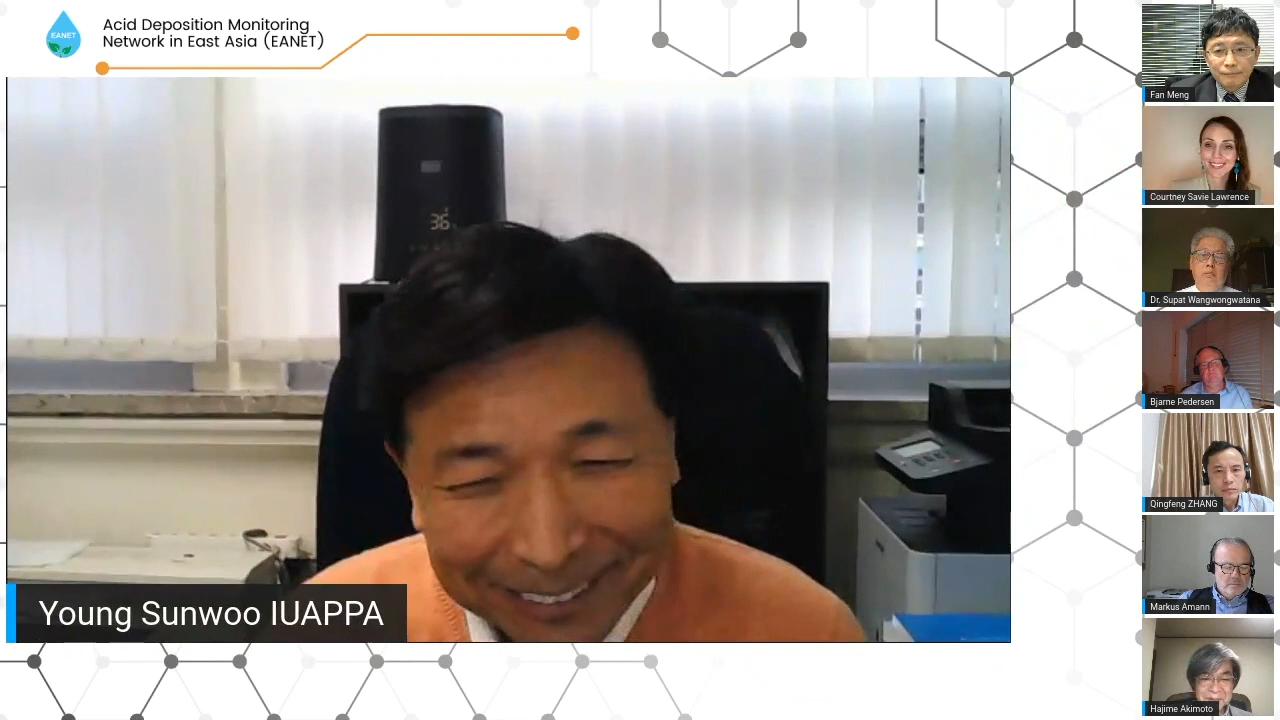 EANET
Acid Deposition Monitoring
Network in East Asia (EANET)
36
Young Sunwoo IUAPPA
Fan Meng
Courtney Savie Lawrence
Dr. Supat Wangwongwatana
Bjarne Pedersen
Qingfeng ZHANG
Markus Amann
Hajime Akimoto